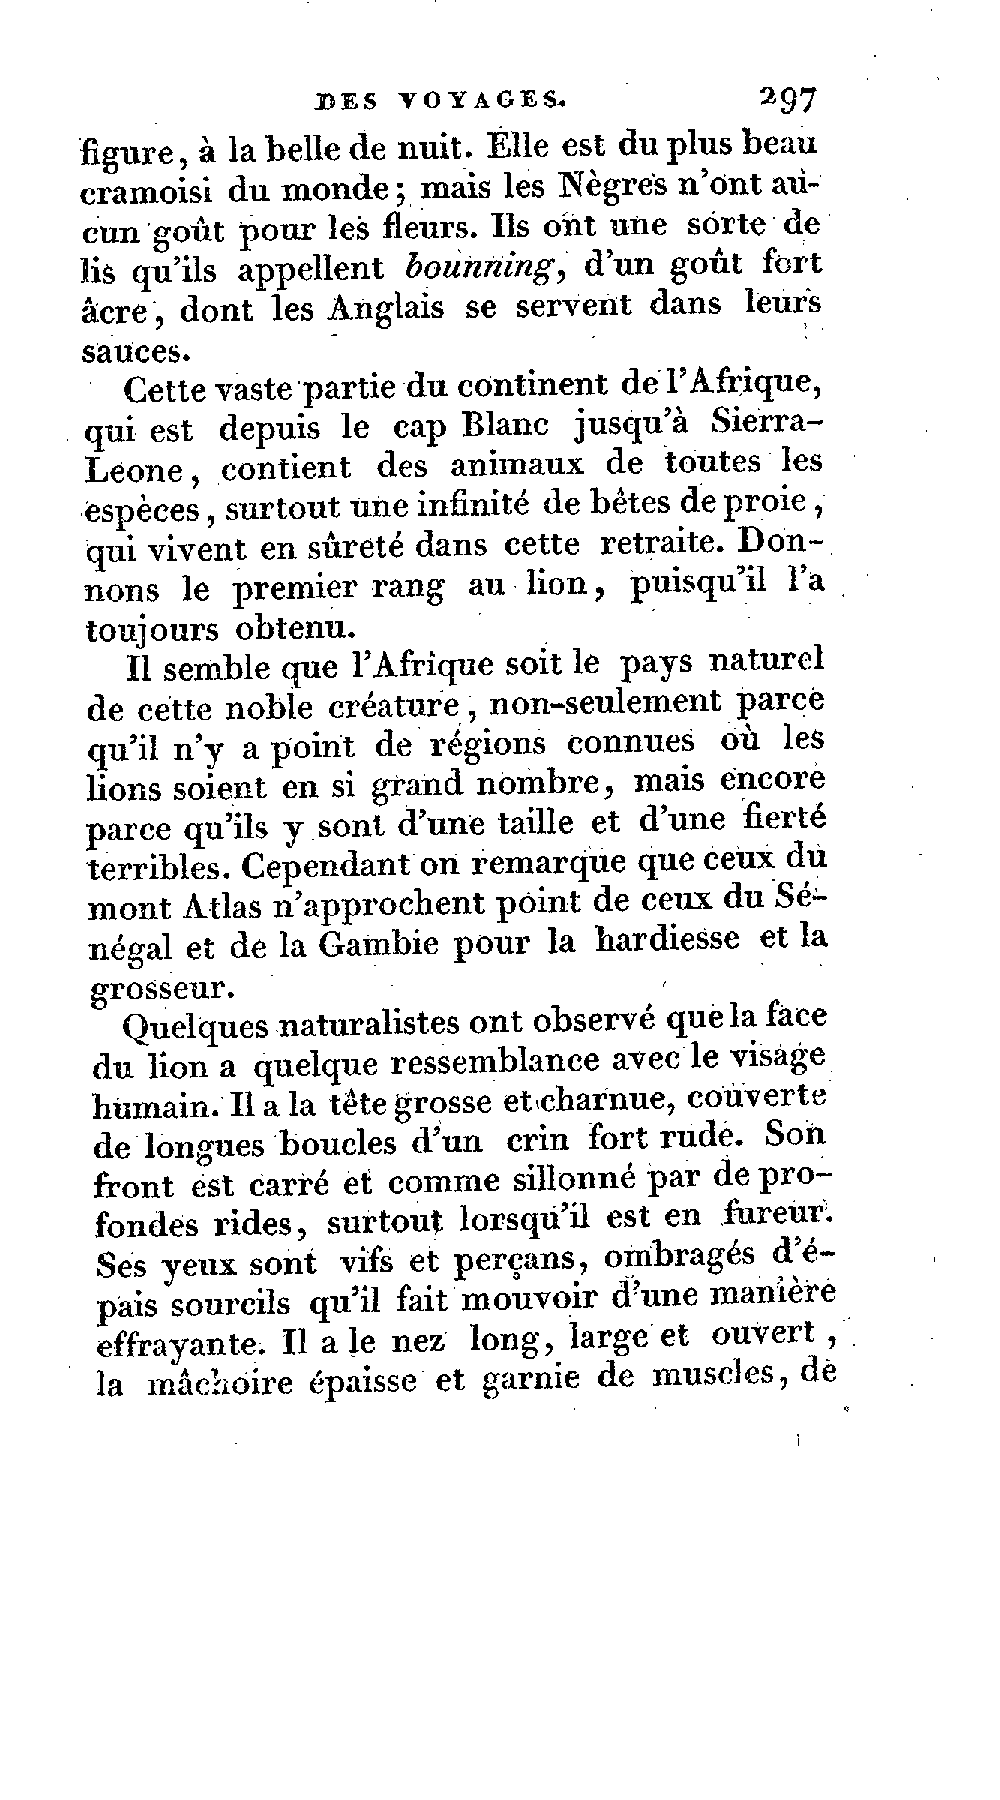 DES VOYAGES. 297
figure, à la belle de nuit. Elle est du plus beau
cramoisi du monde; mais les Nègres n'ont au-
cun goût pour les fleurs. Ils ont une sorte de
lis qu'ils appellent bounning, d'un goût fort
âcre, dont les Anglais se servent dans leurs
sauces.
Cette vaste partie du continent de l'Afrique,
qui est depuis le cap Blanc jusqu'à Sierra-
Leone, contient des animaux de toutes les
espèces, surtout une infinité de bêtes de proie,
qui vivent en sûreté dans cette retraite. Don-
nons le premier rang au lion, puisqu'il l'a
toujours obtenu.
Il semble que l'Afrique soit le pays naturel
de cette noble créature, non-seulement parce
qu'il n'y a point de régions connues où les
lions soient en si grand nombre, mais encore
parce qu'ils y sont d'une taille et d'une fierté
terribles. Cependant on remarque que ceux du
mont Atlas n'approchent point de ceux du Sé-
négal et de la Gambie pour la hardiesse et la
grosseur.
Quelques naturalistes ont observé que la face
du lion a quelque ressemblance avec le visage
humain. Il a la tête grosse et charnue, couverte
de longues boucles d'un crin fort rude. Son
front est carré et comme sillonné par de pro-
fondes rides, surtout lorsqu'il est en fureur.
Ses yeux sont vifs et perçans, ombragés d'é-
pais sourcils qu'il fait mouvoir d'une manière
effrayante. Il a le nez long, large et ouvert,
la mâchoire épaisse et garnie de muscles, de